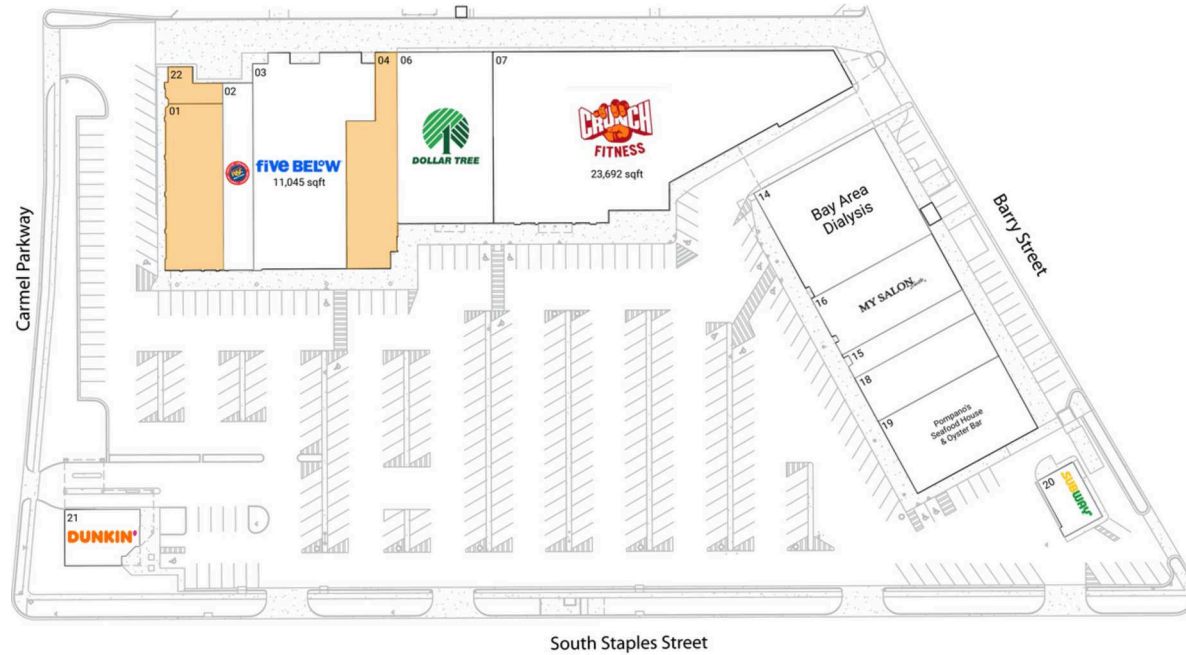 22
01
02
03
five BEL°W
11,045 sqft
04
06
DOLLAR TREE
07
CRUNCH
FITNESS
23,692 sqft
14
Bay Area
Dialysis
16
MY SALON
15
18
19
Pompano's
Seafood House
& Oyster Bar
20
SUBWAY
21
DUNKIN'
Carmel Parkway
Barry Street
South Staples Street